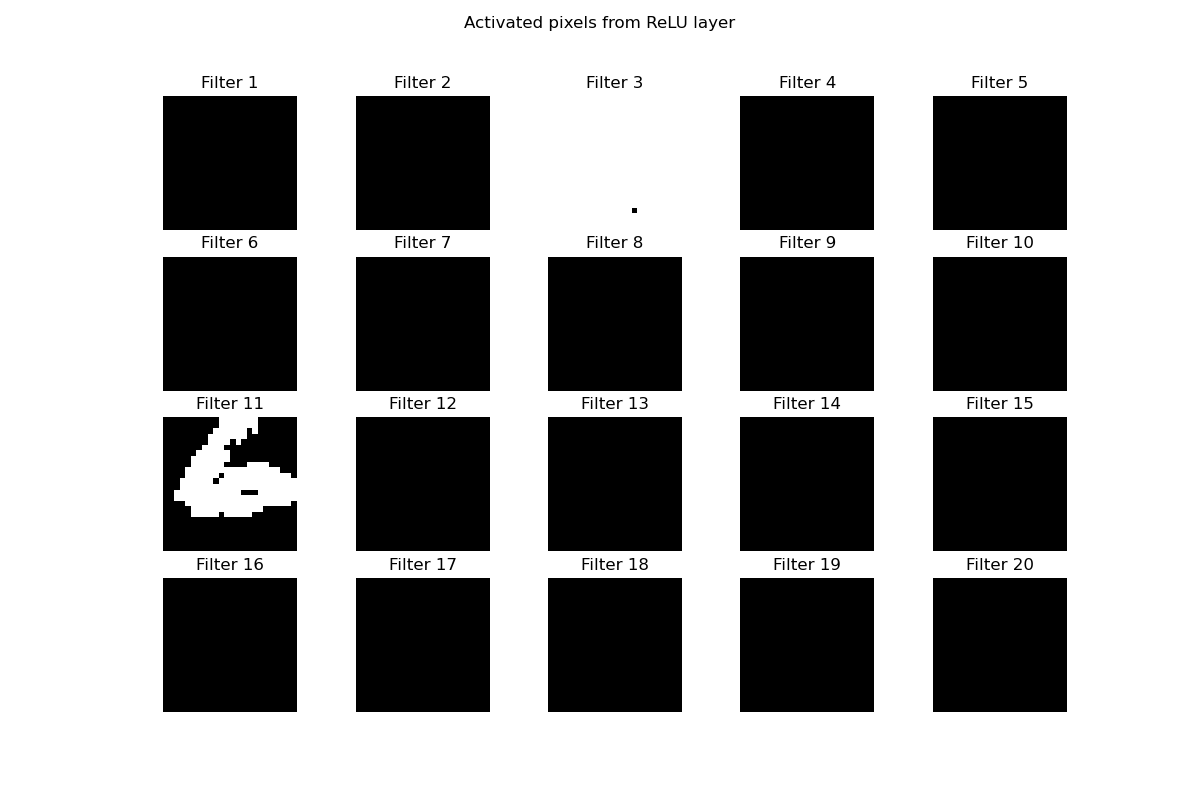 Activated pixels from ReLU layer
Filter 1 Filter 2 Filter 3 Filter 4 Filter 5
Filter 6 Filter 7 Filter 8 Filter 9 Filter 10
Filter 11 Filter 12 Filter 13 Filter 14 Filter 15
Filter 16 Filter 17 Filter 18 Filter 19 Filter 20